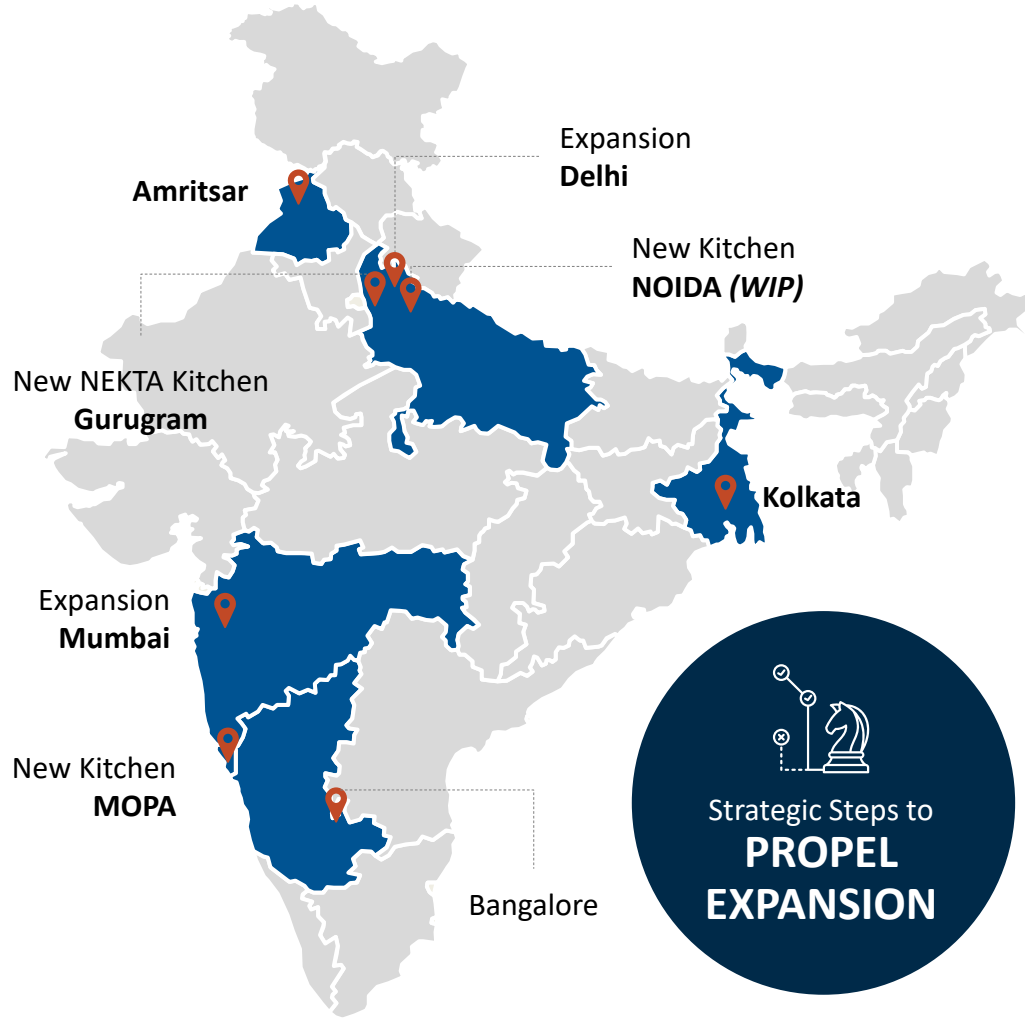 Expansion
Delhi
Amritsar
New Kitchen
NOIDA (WIP)
New NEKTA Kitchen
Gurugram
Kolkata
Expansion
Mumbai
New Kitchen
MOPA
Bangalore
Strategic Steps to
PROPEL
EXPANSION